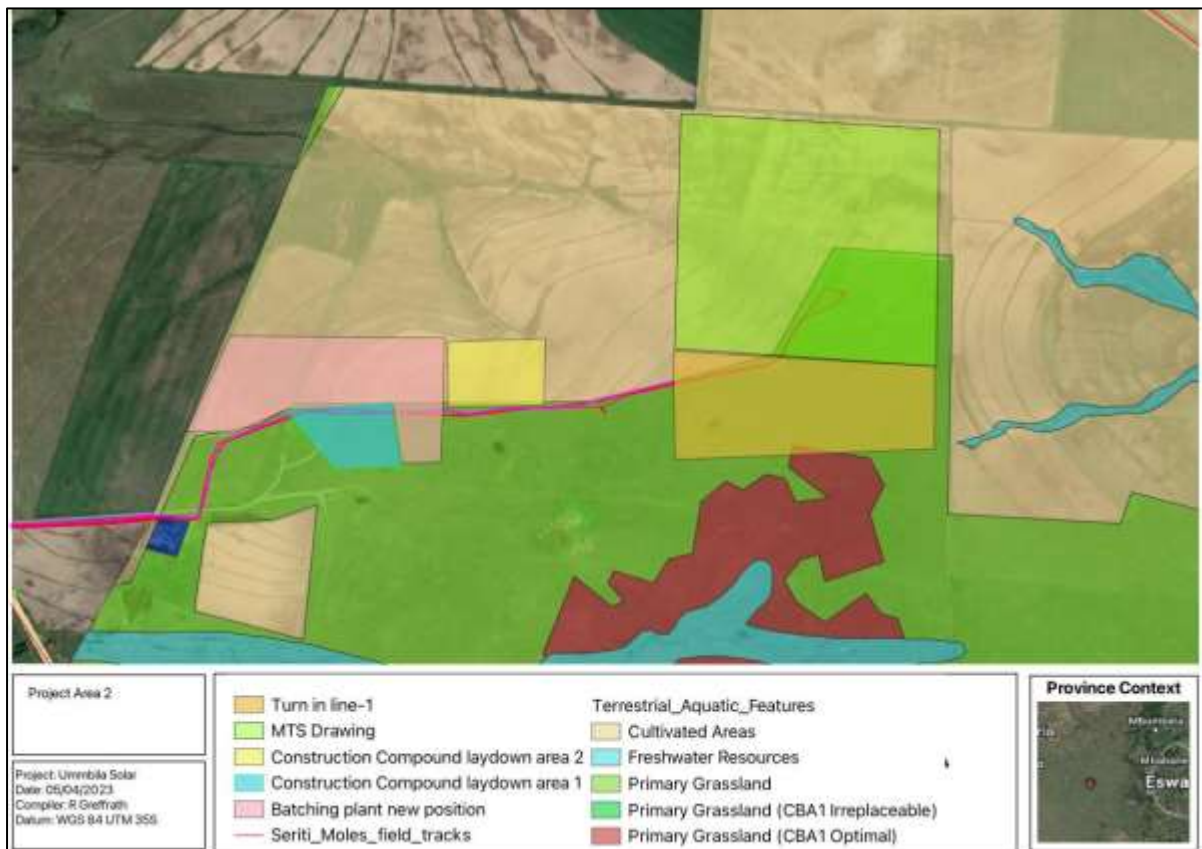 Project Area 2
Project: Ummbila Solar
Date: 05/04/2023
Compiler: R Greffrath
Datum: WGS 84 UTM 35S
Turn in line-1
MTS Drawing
Construction Compound laydown area 2
Construction Compound laydown area 1
Batching plant new position
Seriti_Moles_field_tracks
Terrestrial_Aquatic_Features
Cultivated Areas
Freshwater Resources
Primary Grassland
Primary Grassland (CBA1 Irreplaceable)
Primary Grassland (CBA1 Optimal)
Province Context
Eswa